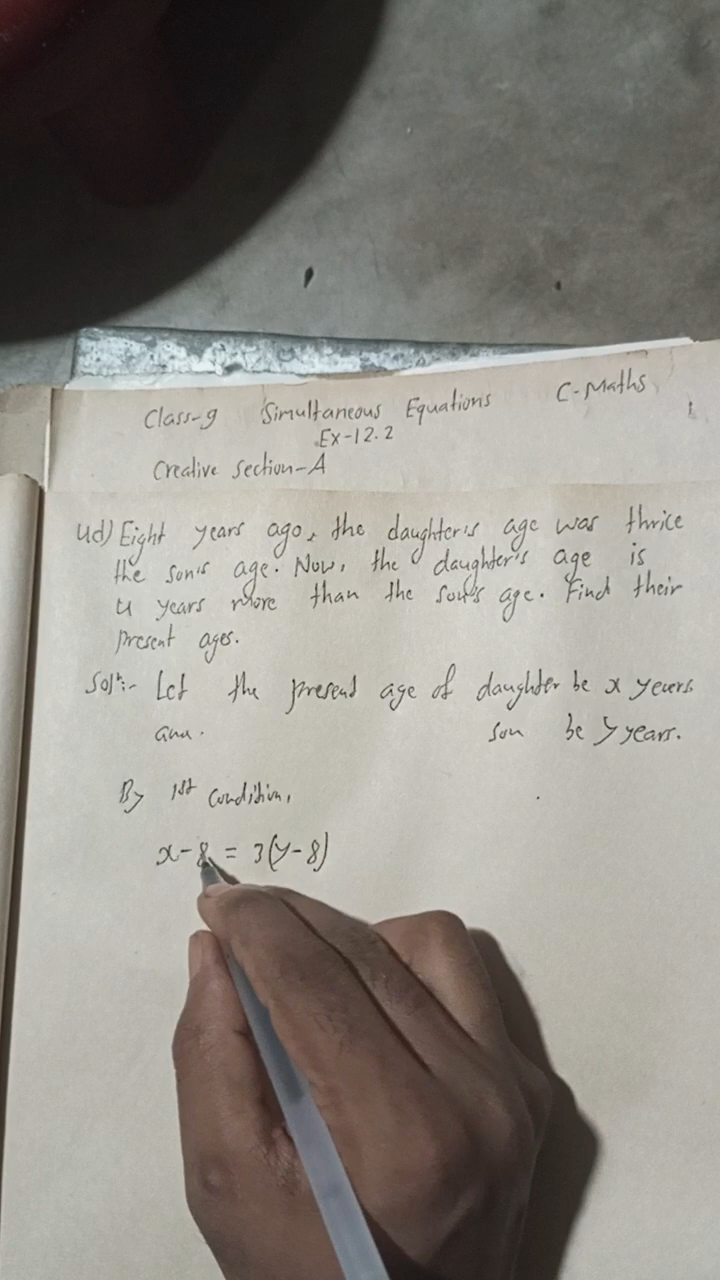 Class-9 Simultaneous Equations C-Maths
Ex-12.2
Creative Section-A
4d) Eight years ago, the daughter's age was thrice
the son's age. Now, the daughter's age is
4 years more than the son's age. Find their
present ages.
Solⁿ:- Let the present age of daughter be x years
and son be y years.
By 1st condition,
x-8 = 3(y-8)